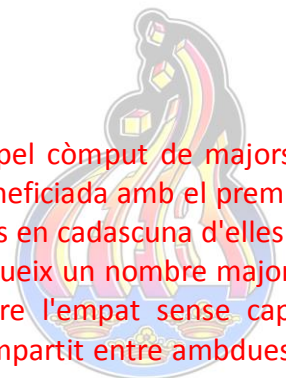 pel còmput de majors
neficiada amb el prem
s en cadascuna d'elles
ueix un nombre major
re l'empat sense cap
mpartit entre ambdues